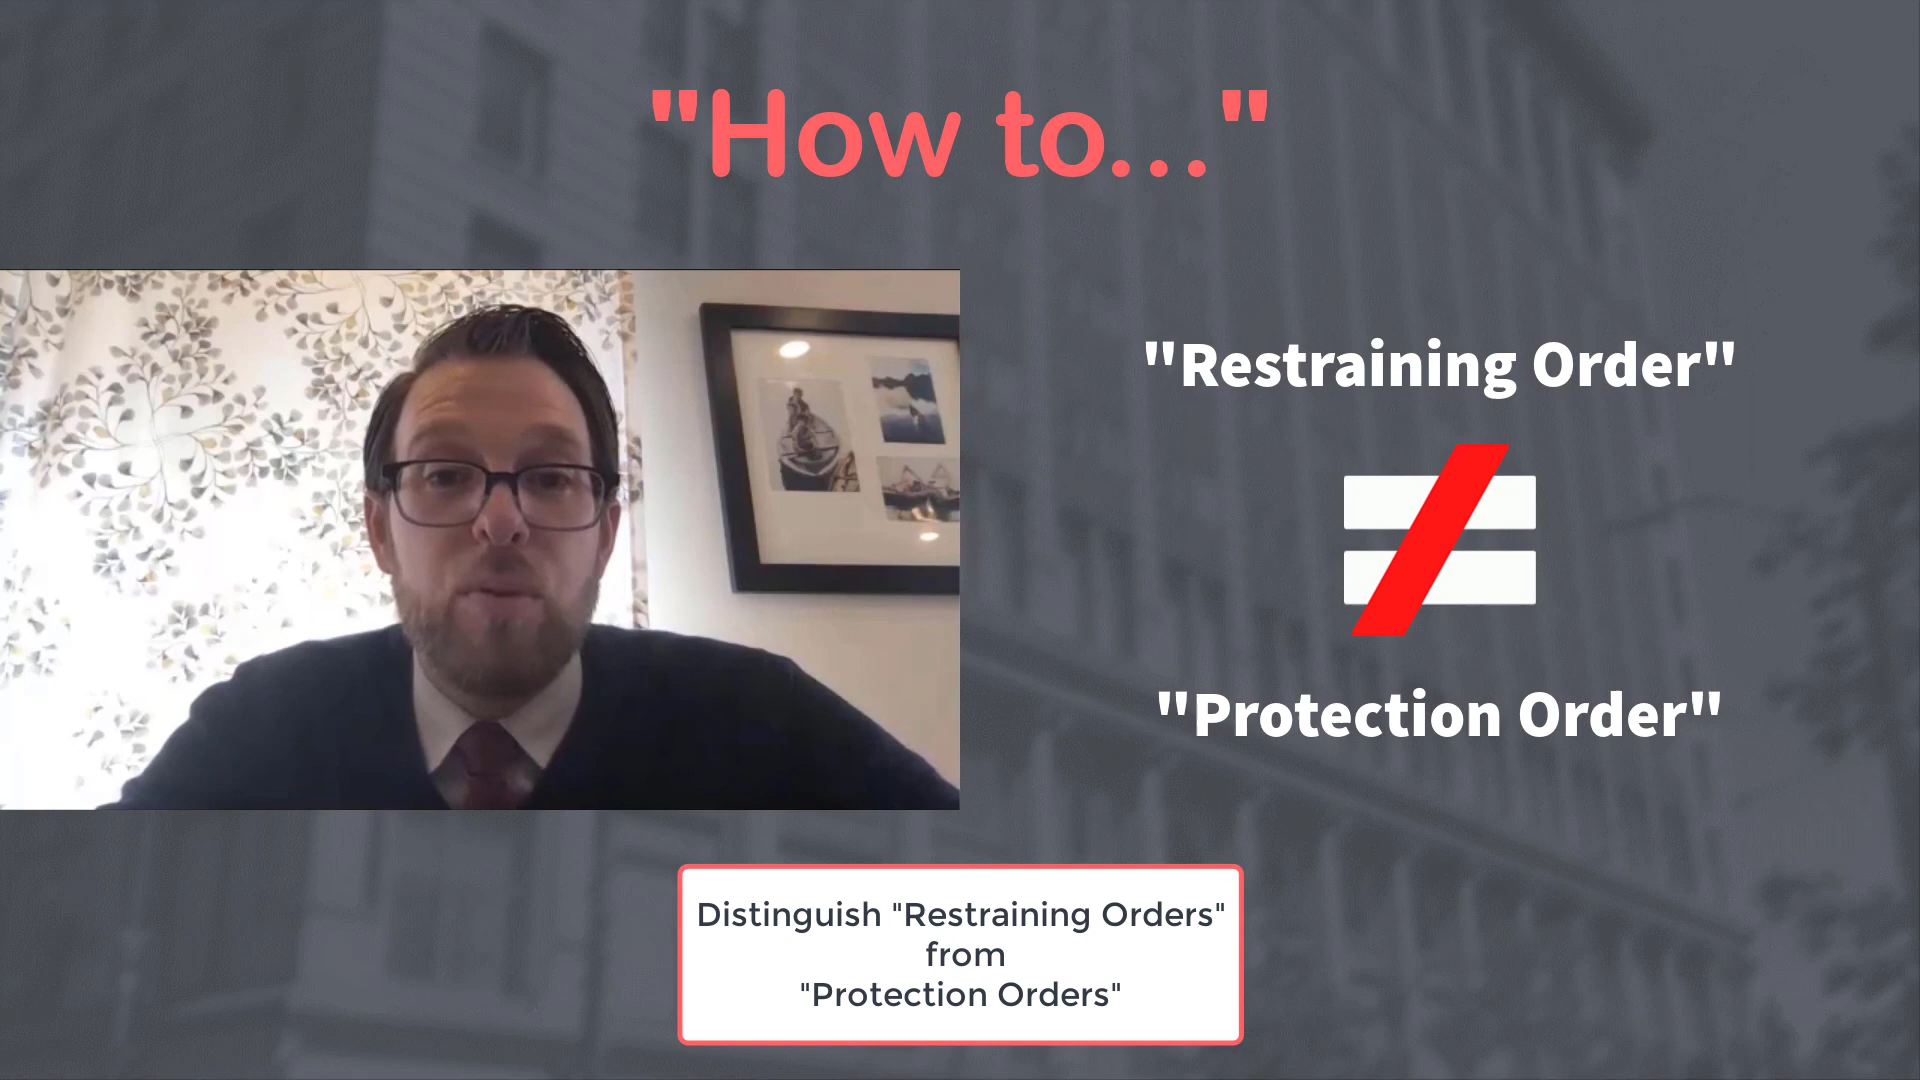 "How to..."
"Restraining Order"
"Protection Order"
Distinguish "Restraining Orders"
from
"Protection Orders"